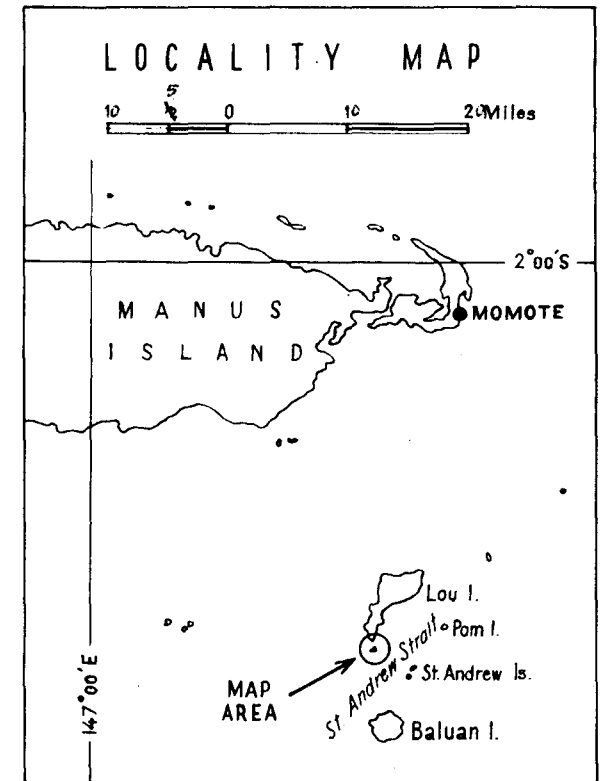 LOCALITY MAP
5
10 0 10 20 Miles
2°00'S
MANUS
ISLAND
MOMOTE
Lou I.
Pam I.
St. Andrew Strait
St. Andrew Is.
MAP
AREA
Baluan I.
147°00'E